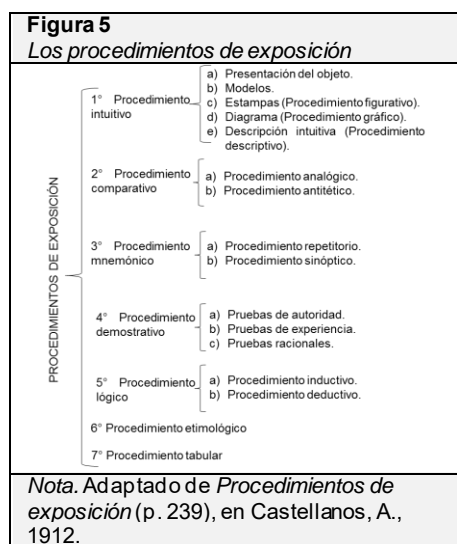 Figura 5
Los procedimientos de exposición
PROCEDIMIENTOS DE EXPOSICIÓN
1° Procedimiento
intuitivo
a) Presentación del objeto.
b) Modelos.
c) Estampas (Procedimiento figurativo).
d) Diagrama (Procedimiento gráfico).
e) Descripción intuitiva (Procedimiento
descriptivo).
2° Procedimiento
comparativo
a) Procedimiento analógico.
b) Procedimiento antitético.
3° Procedimiento
mnemónico
a) Procedimiento repetitorio.
b) Procedimiento sinóptico.
4° Procedimiento
demostrativo
a) Pruebas de autoridad.
b) Pruebas de experiencia.
c) Pruebas racionales.
5° Procedimiento
lógico
a) Procedimiento inductivo.
b) Procedimiento deductivo.
6° Procedimiento etimológico
7° Procedimiento tabular
Nota. Adaptado de Procedimientos de
exposición (p. 239), en Castellanos, A.,
1912.